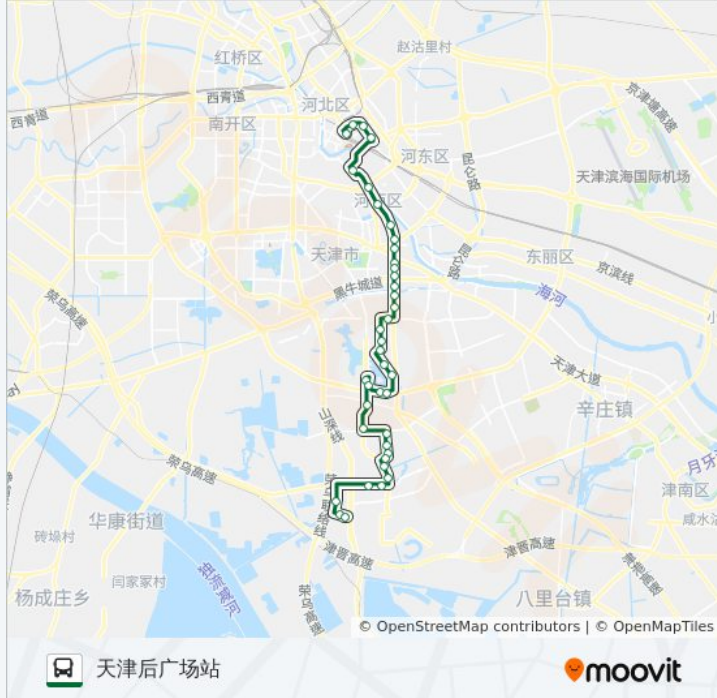 赵沽里村
红桥区
西青道
河北区
京津塘高速
西青道
南开区
河东区
昆仑路
天津滨海国际机场
天津市
昆仑路
东丽区
京滨线
黑牛城道
海河
荣乌高速
天津大道
辛庄镇
山深线
荣乌高速
津南区
华康街道
砖垛村
津晋高速
津晋高速
独流减河
闫家冢村
杨成庄乡
荣乌高速
八里台镇
© OpenStreetMap contributors | © OpenMapTiles
天津后广场站
moovit